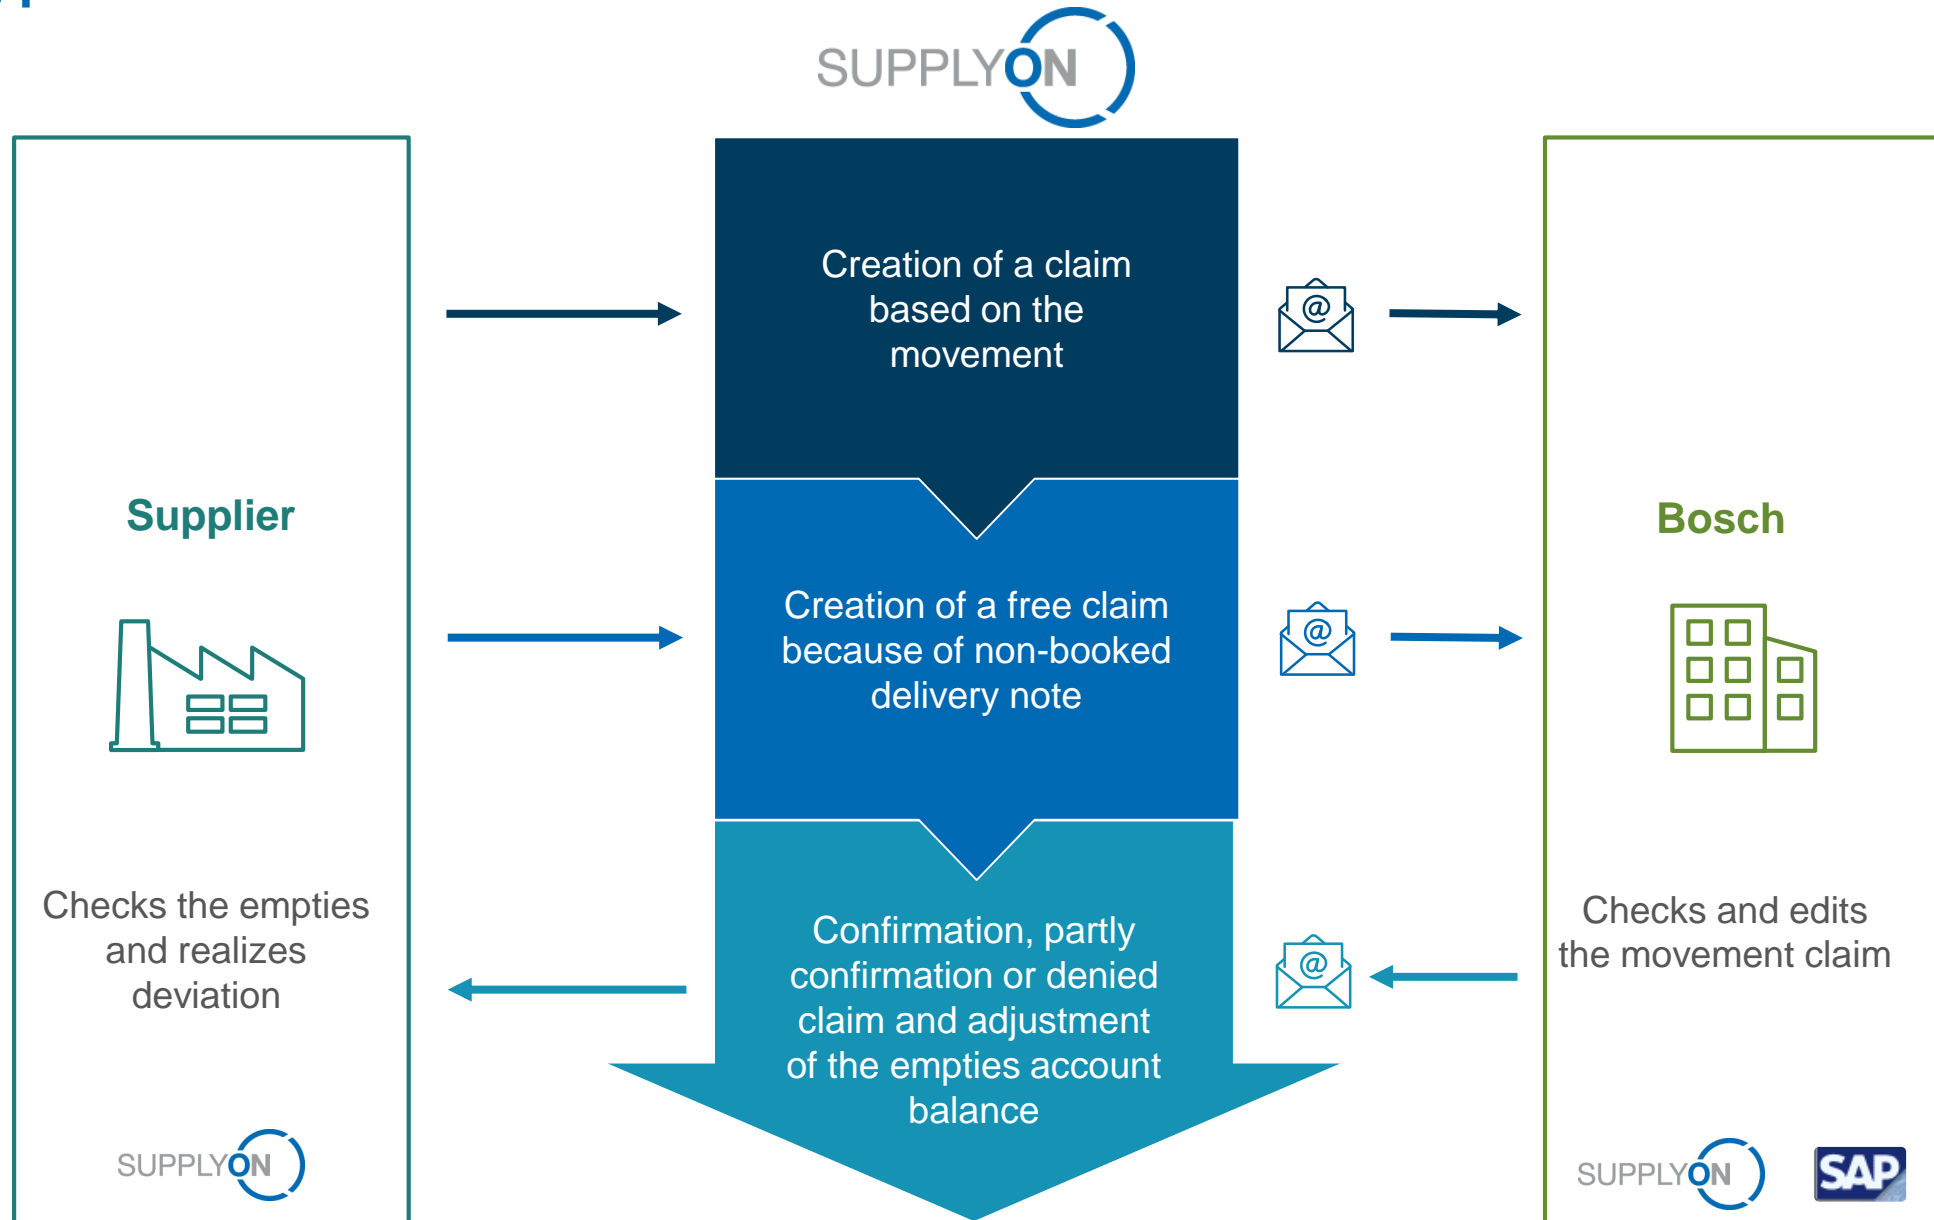 SUPPLYON
Supplier
Checks the empties
and realizes
deviation
SUPPLYON
Creation of a claim
based on the
movement
@
Creation of a free claim
because of non-booked
delivery note
@
Confirmation, partly
confirmation or denied
claim and adjustment
of the empties account
balance
@
Bosch
Checks and edits
the movement claim
SUPPLYON
SAP